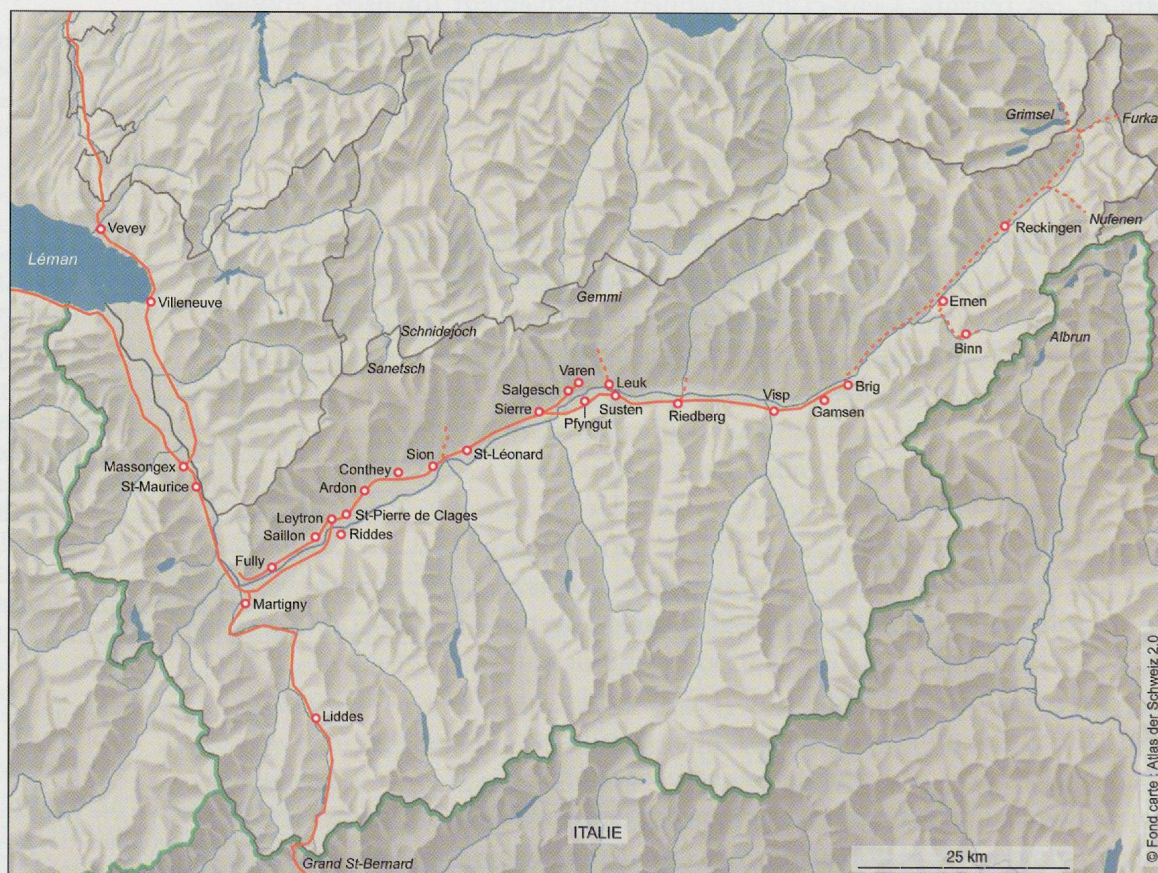 Grimsel
Furka
Vevey
Reckingen
Nufenen
Léman
Villeneuve
Gemmi
Ernen
Schnidejoch
Albrun
Binn
Sanetsch
Varen
Salgesch
Leuk
Brig
Sierre
Susten
Visp
Pfyngut
Riedberg
Gamsen
Sion
St-Léonard
Massongex
Conthey
St-Maurice
Ardon
Leytron
St-Pierre de Clages
Saillon
Riddes
Fully
Martigny
Liddes
ITALIE
Grand St-Bernard
25 km
© Fond carte : Atlas der Schweiz 2.0